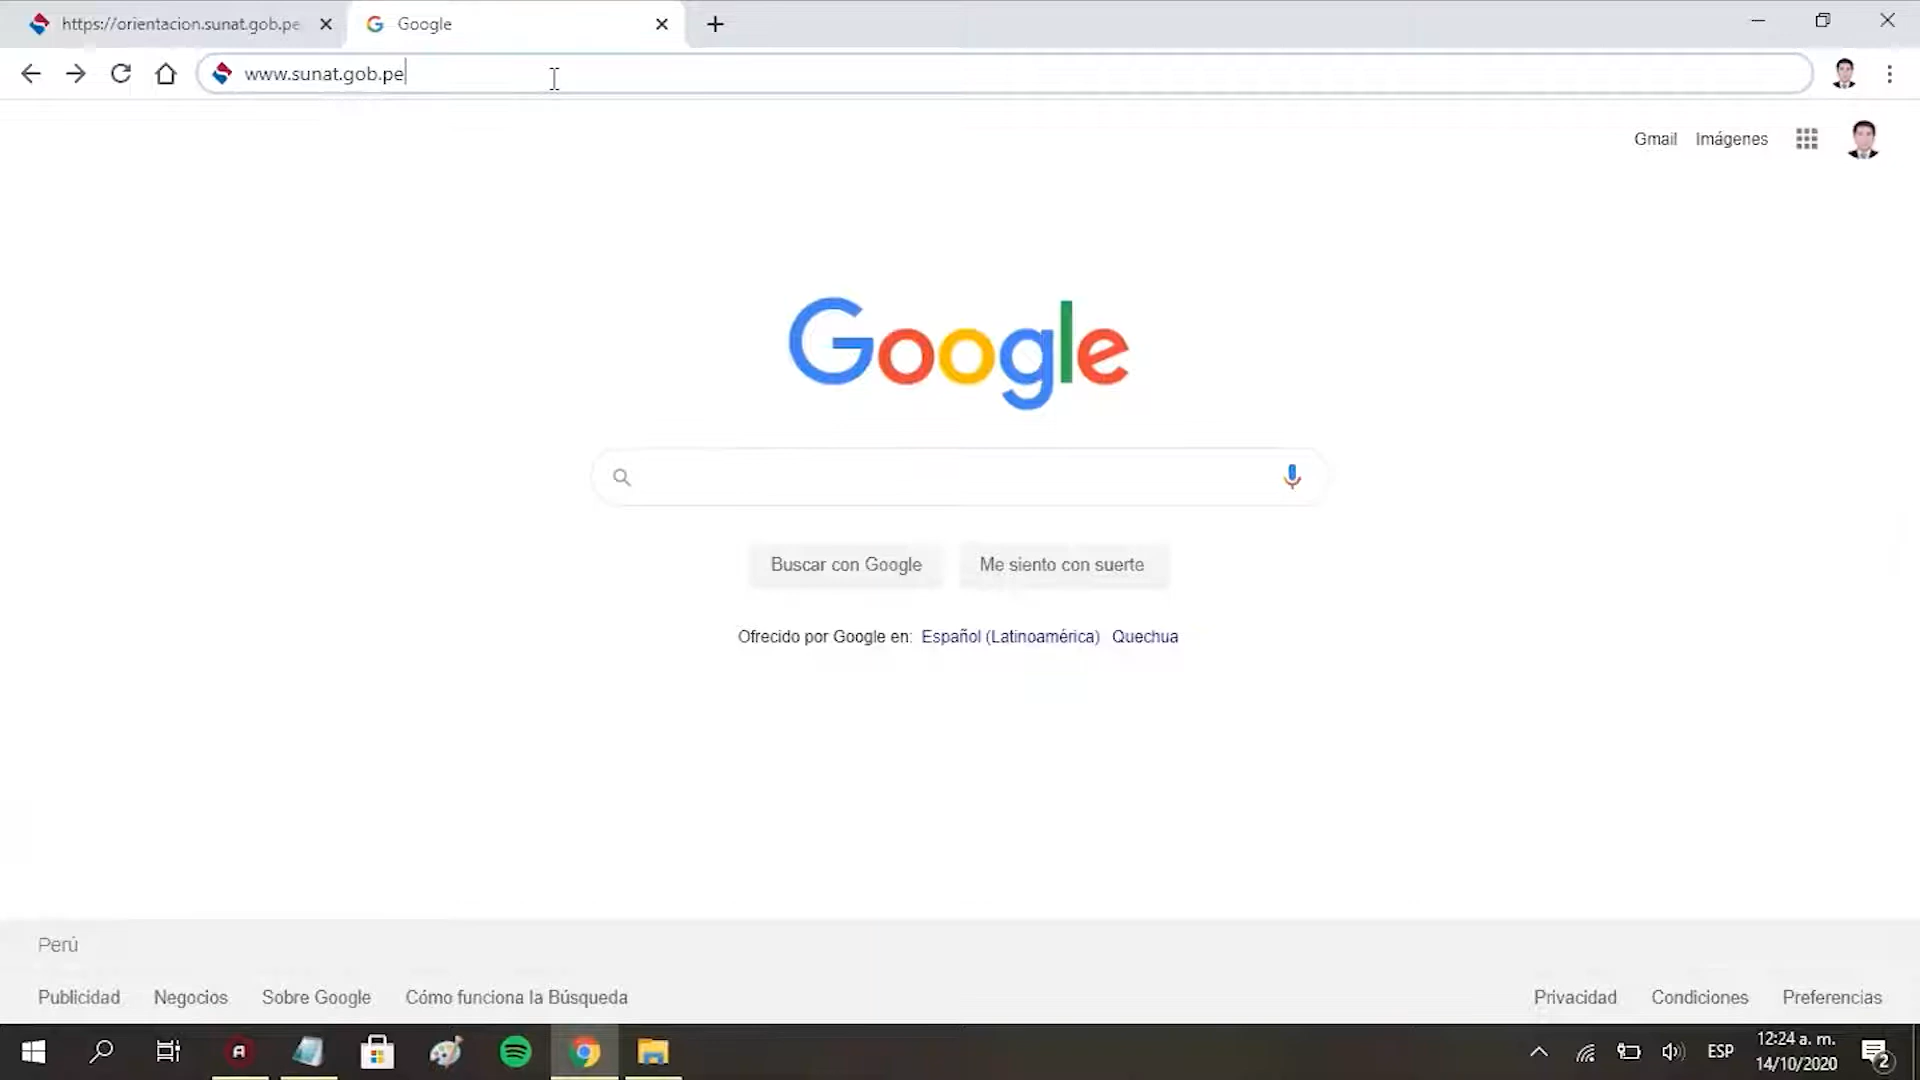 https://orientacion.sunat.gob.pe
Google
www.sunat.gob.pe
Gmail
Imágenes
Google
Buscar con Google
Me siento con suerte
Ofrecido por Google en: Español (Latinoamérica) Quechua
Perú
Publicidad
Negocios
Sobre Google
Cómo funciona la Búsqueda
Privacidad
Condiciones
Preferencias
ESP
12:24 a. m.
14/10/2020
2